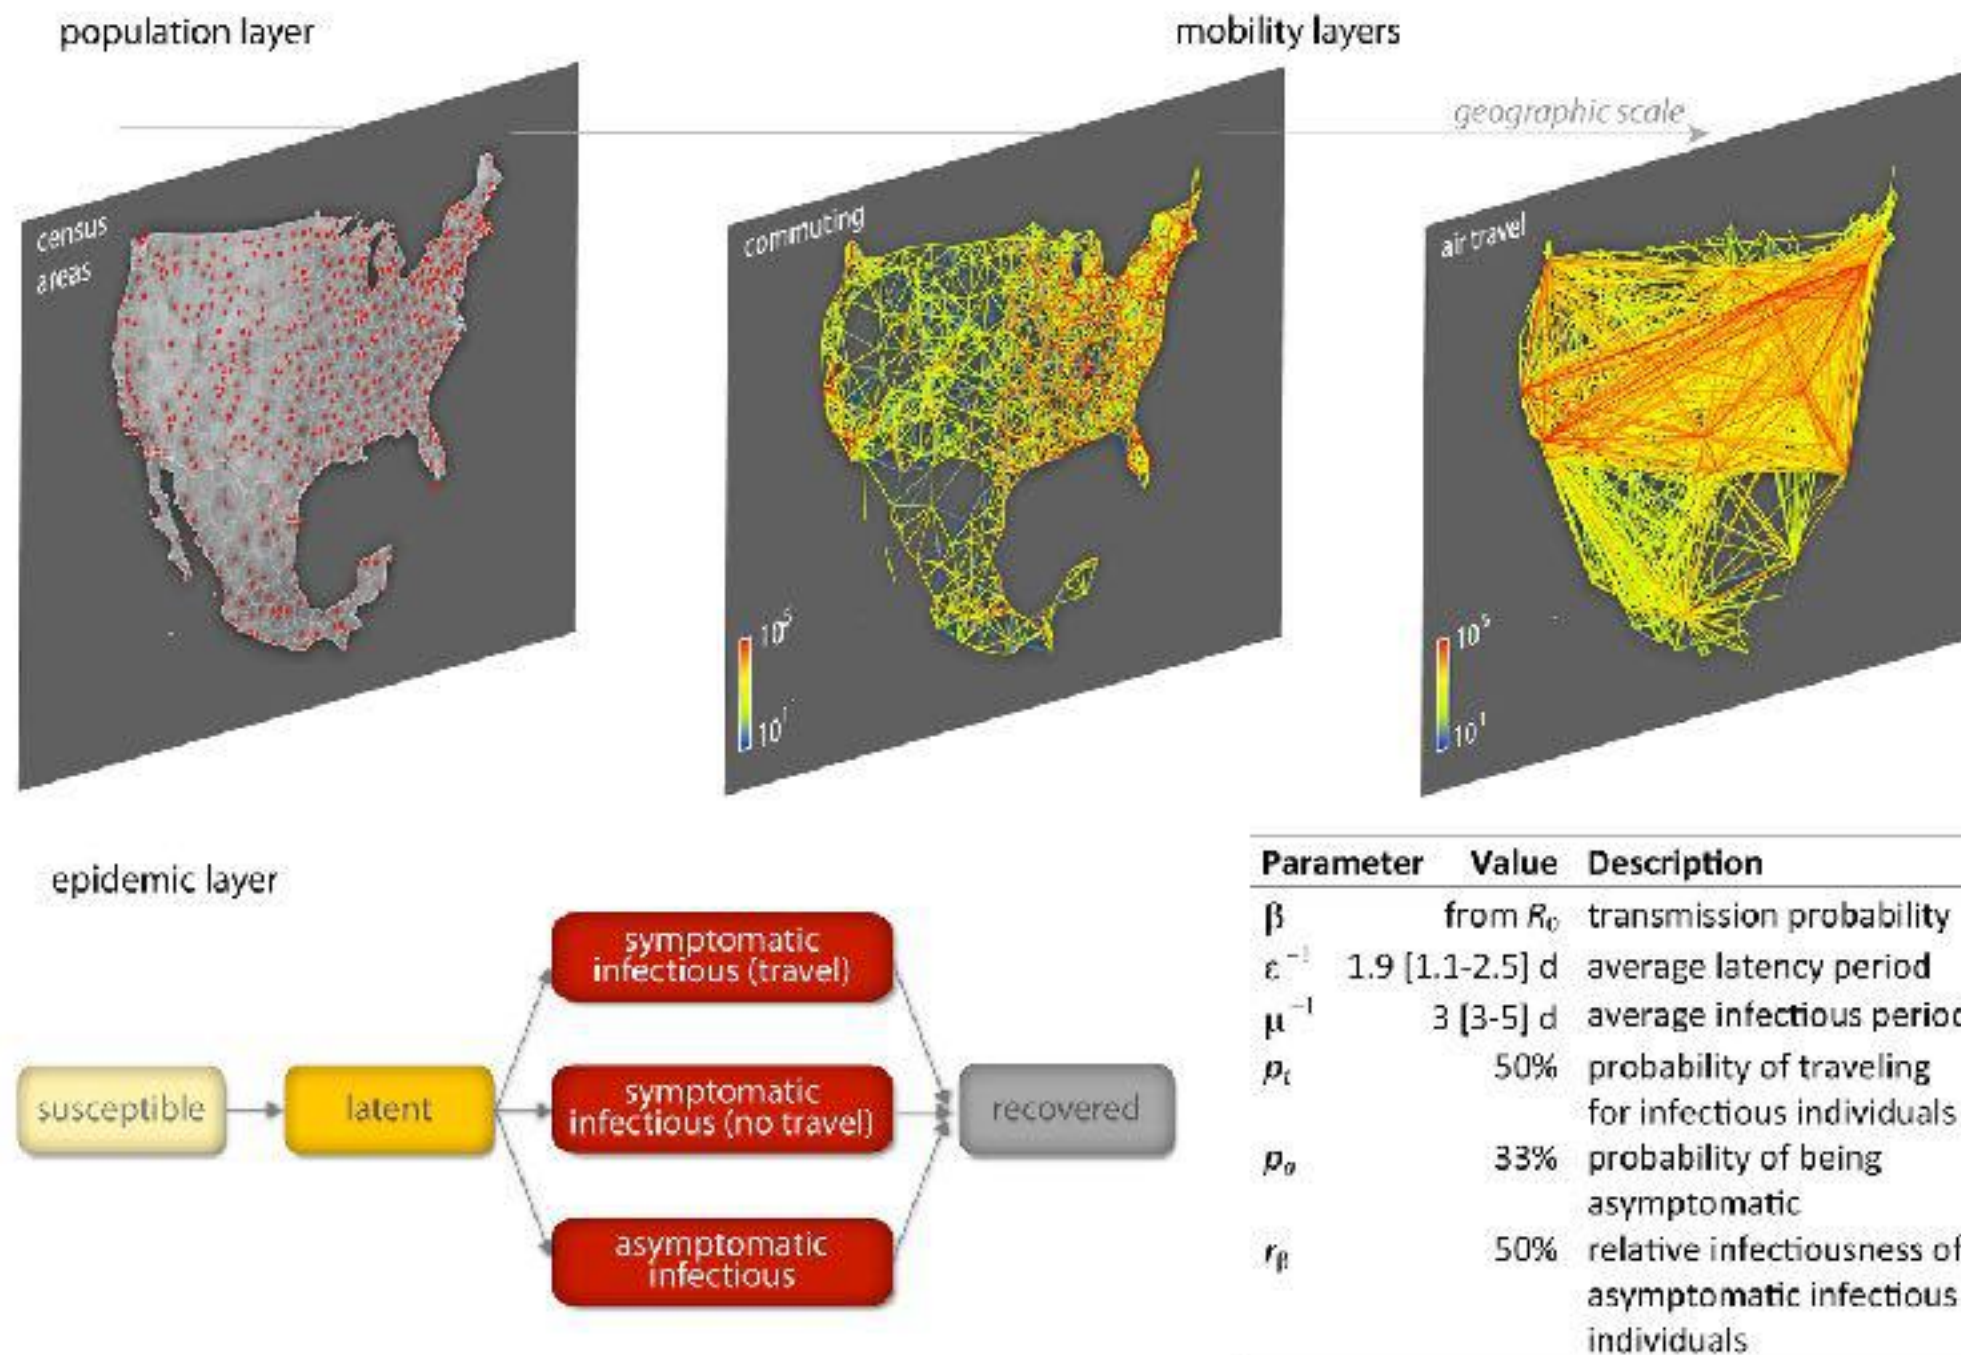 population layer
mobility layers
geographic scale
census
areas
commuting
air travel
10⁵
10¹
10⁵
10¹
epidemic layer
susceptible
latent
symptomatic
infectious (travel)
symptomatic
infectious (no travel)
asymptomatic
infectious
recovered
Parameter Value Description
β from R₀ transmission probability
ε⁻¹ 1.9 [1.1-2.5] d average latency period
μ⁻¹ 3 [3-5] d average infectious period
pₜ 50% probability of traveling
for infectious individuals
pₐ 33% probability of being
asymptomatic
rᵦ 50% relative infectiousness of
asymptomatic infectious
individuals